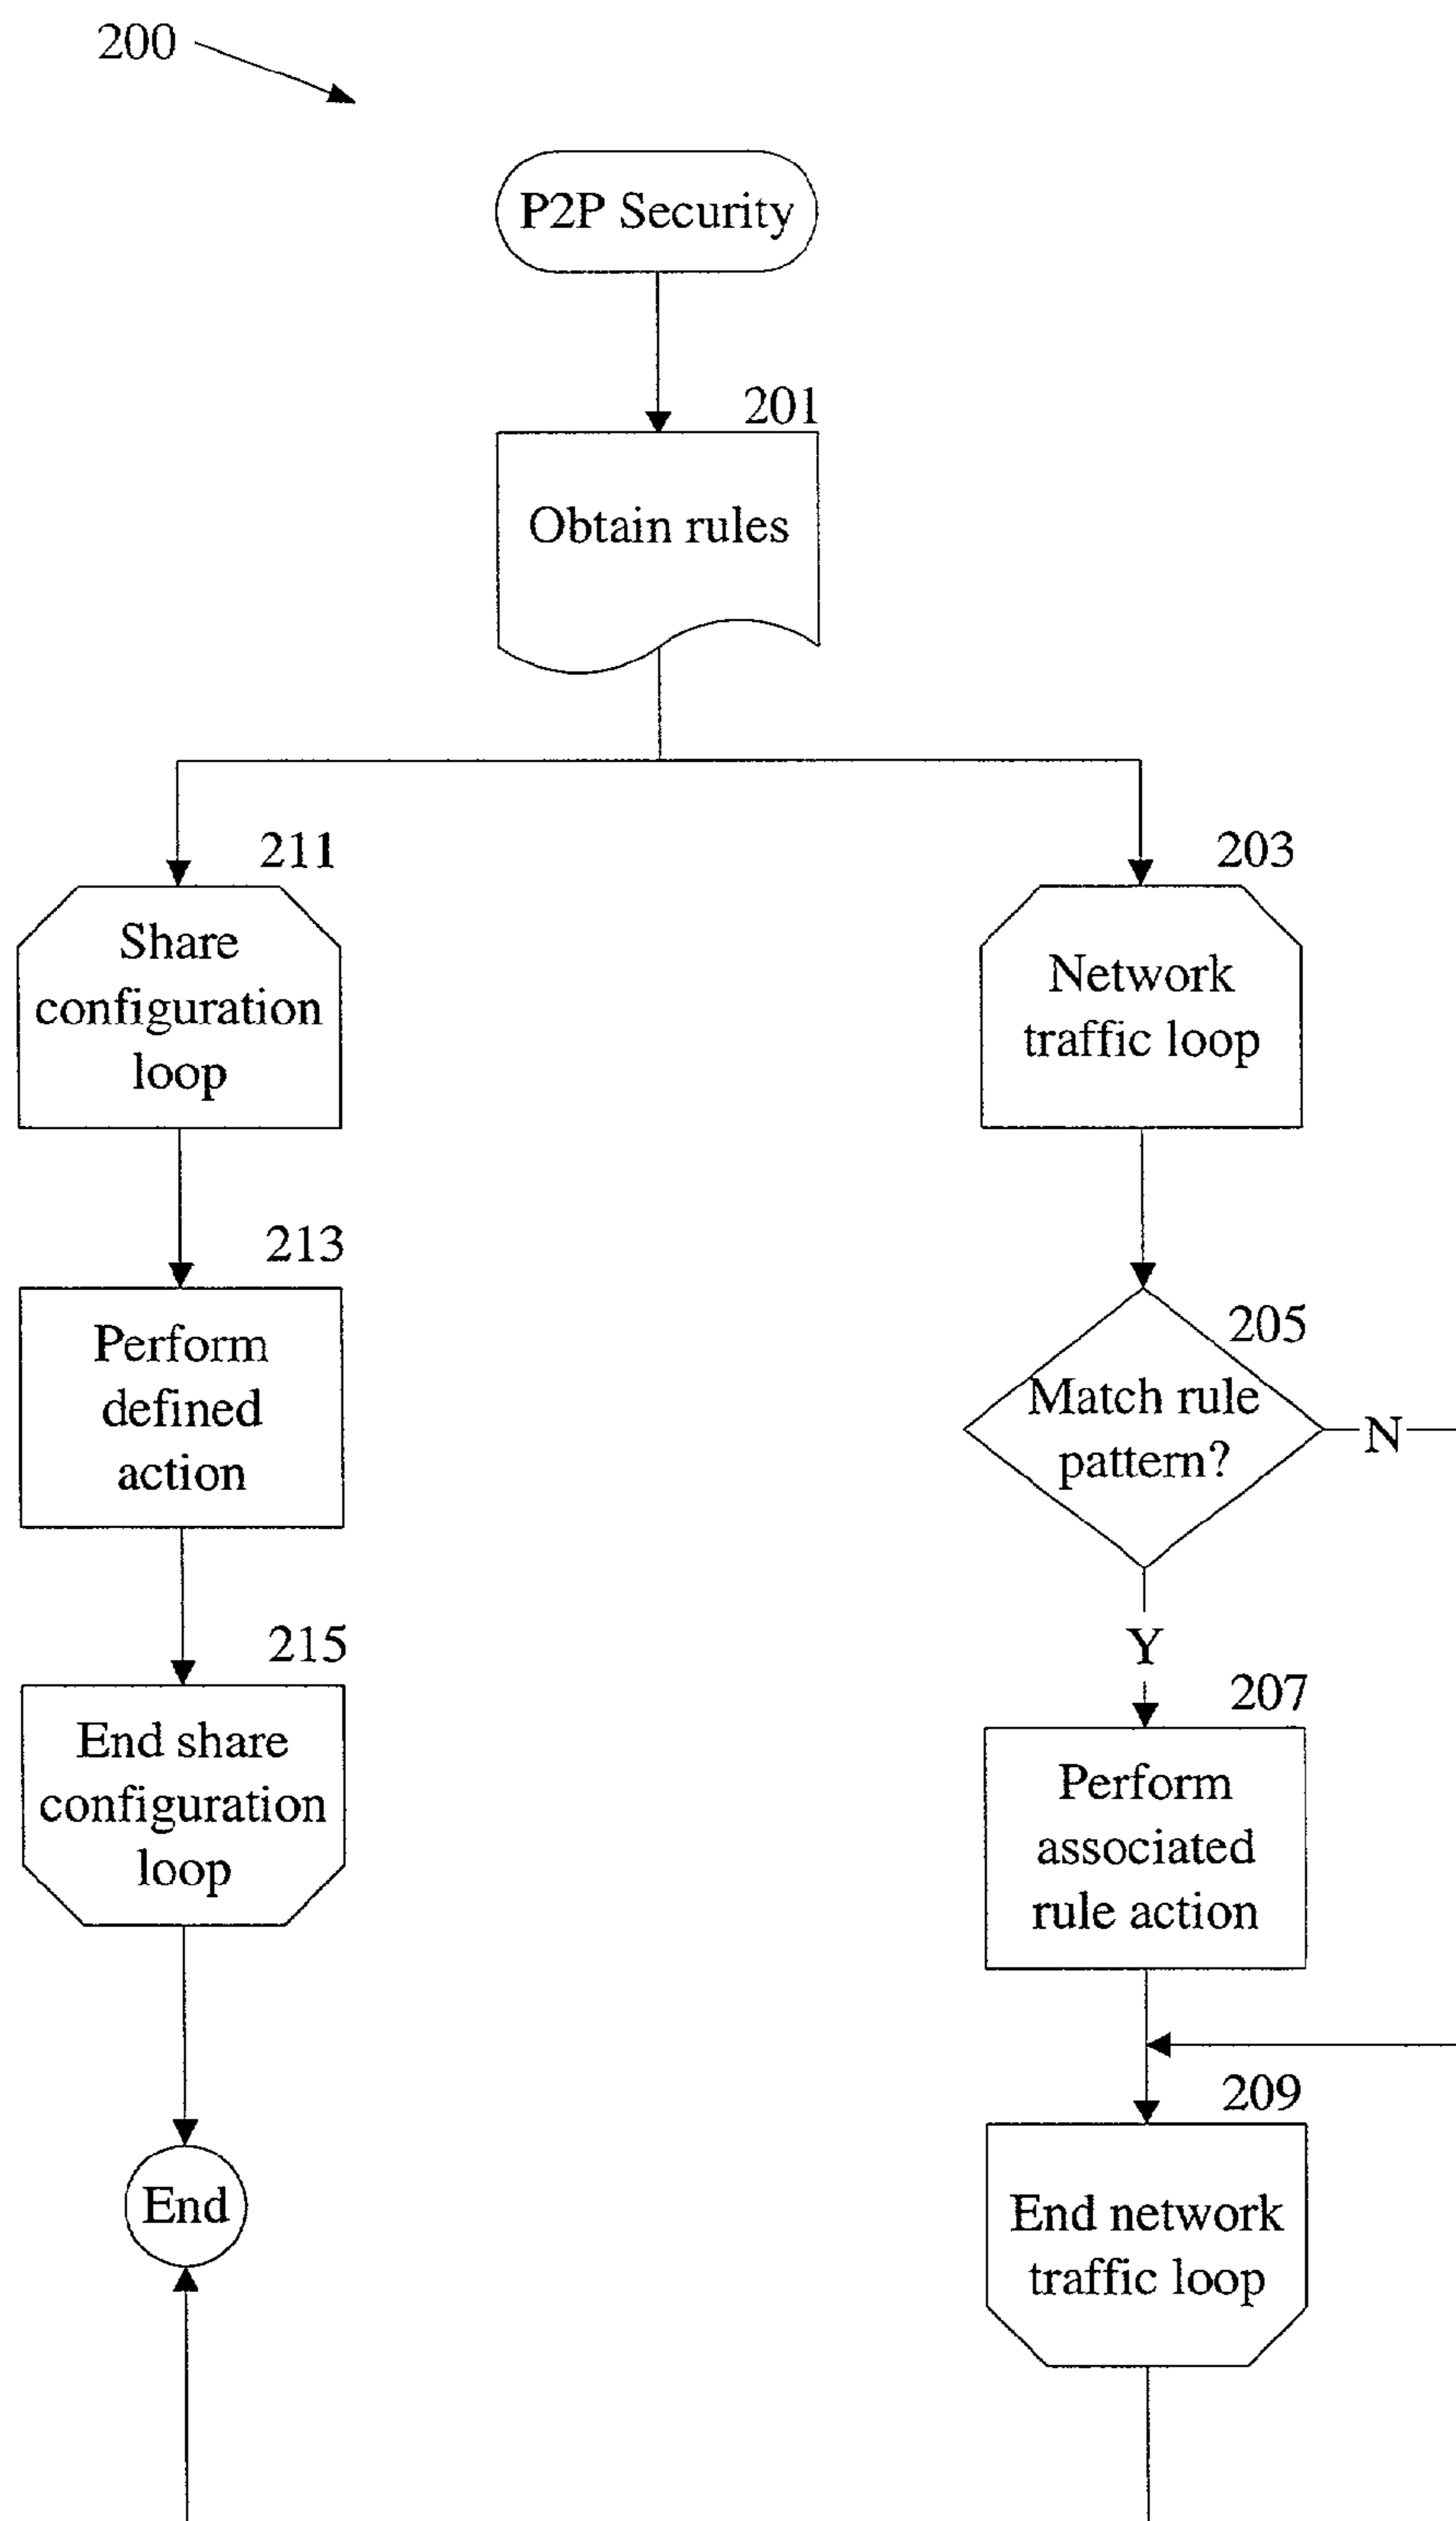 200
P2P Security
201
Obtain rules
211
Share
configuration
loop
203
Network
traffic loop
213
Perform
defined
action
205
Match rule
pattern?
N
Y
215
End share
configuration
loop
207
Perform
associated
rule action
209
End
End network
traffic loop